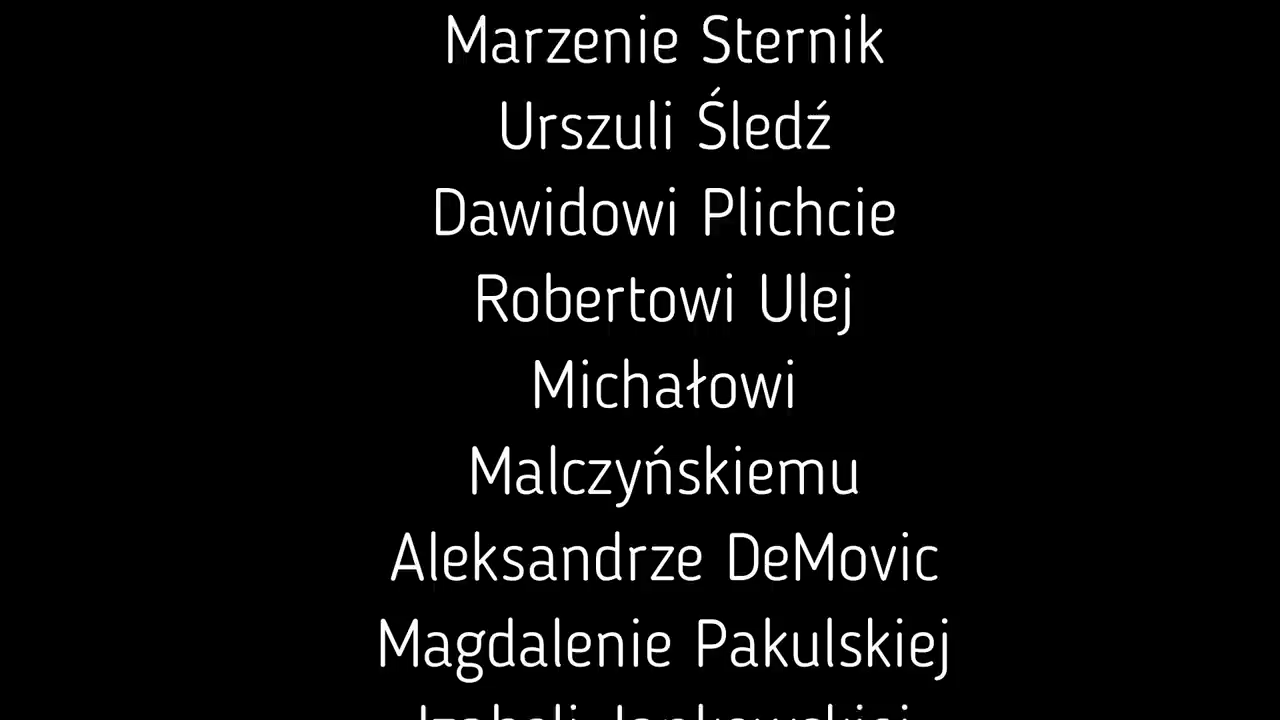 Marzenie Sternik
Urszuli Śledź
Dawidowi Plichcie
Robertowi Ulej
Michałowi
Malczyńskiemu
Aleksandrze DeMovic
Magdalenie Pakulskiej